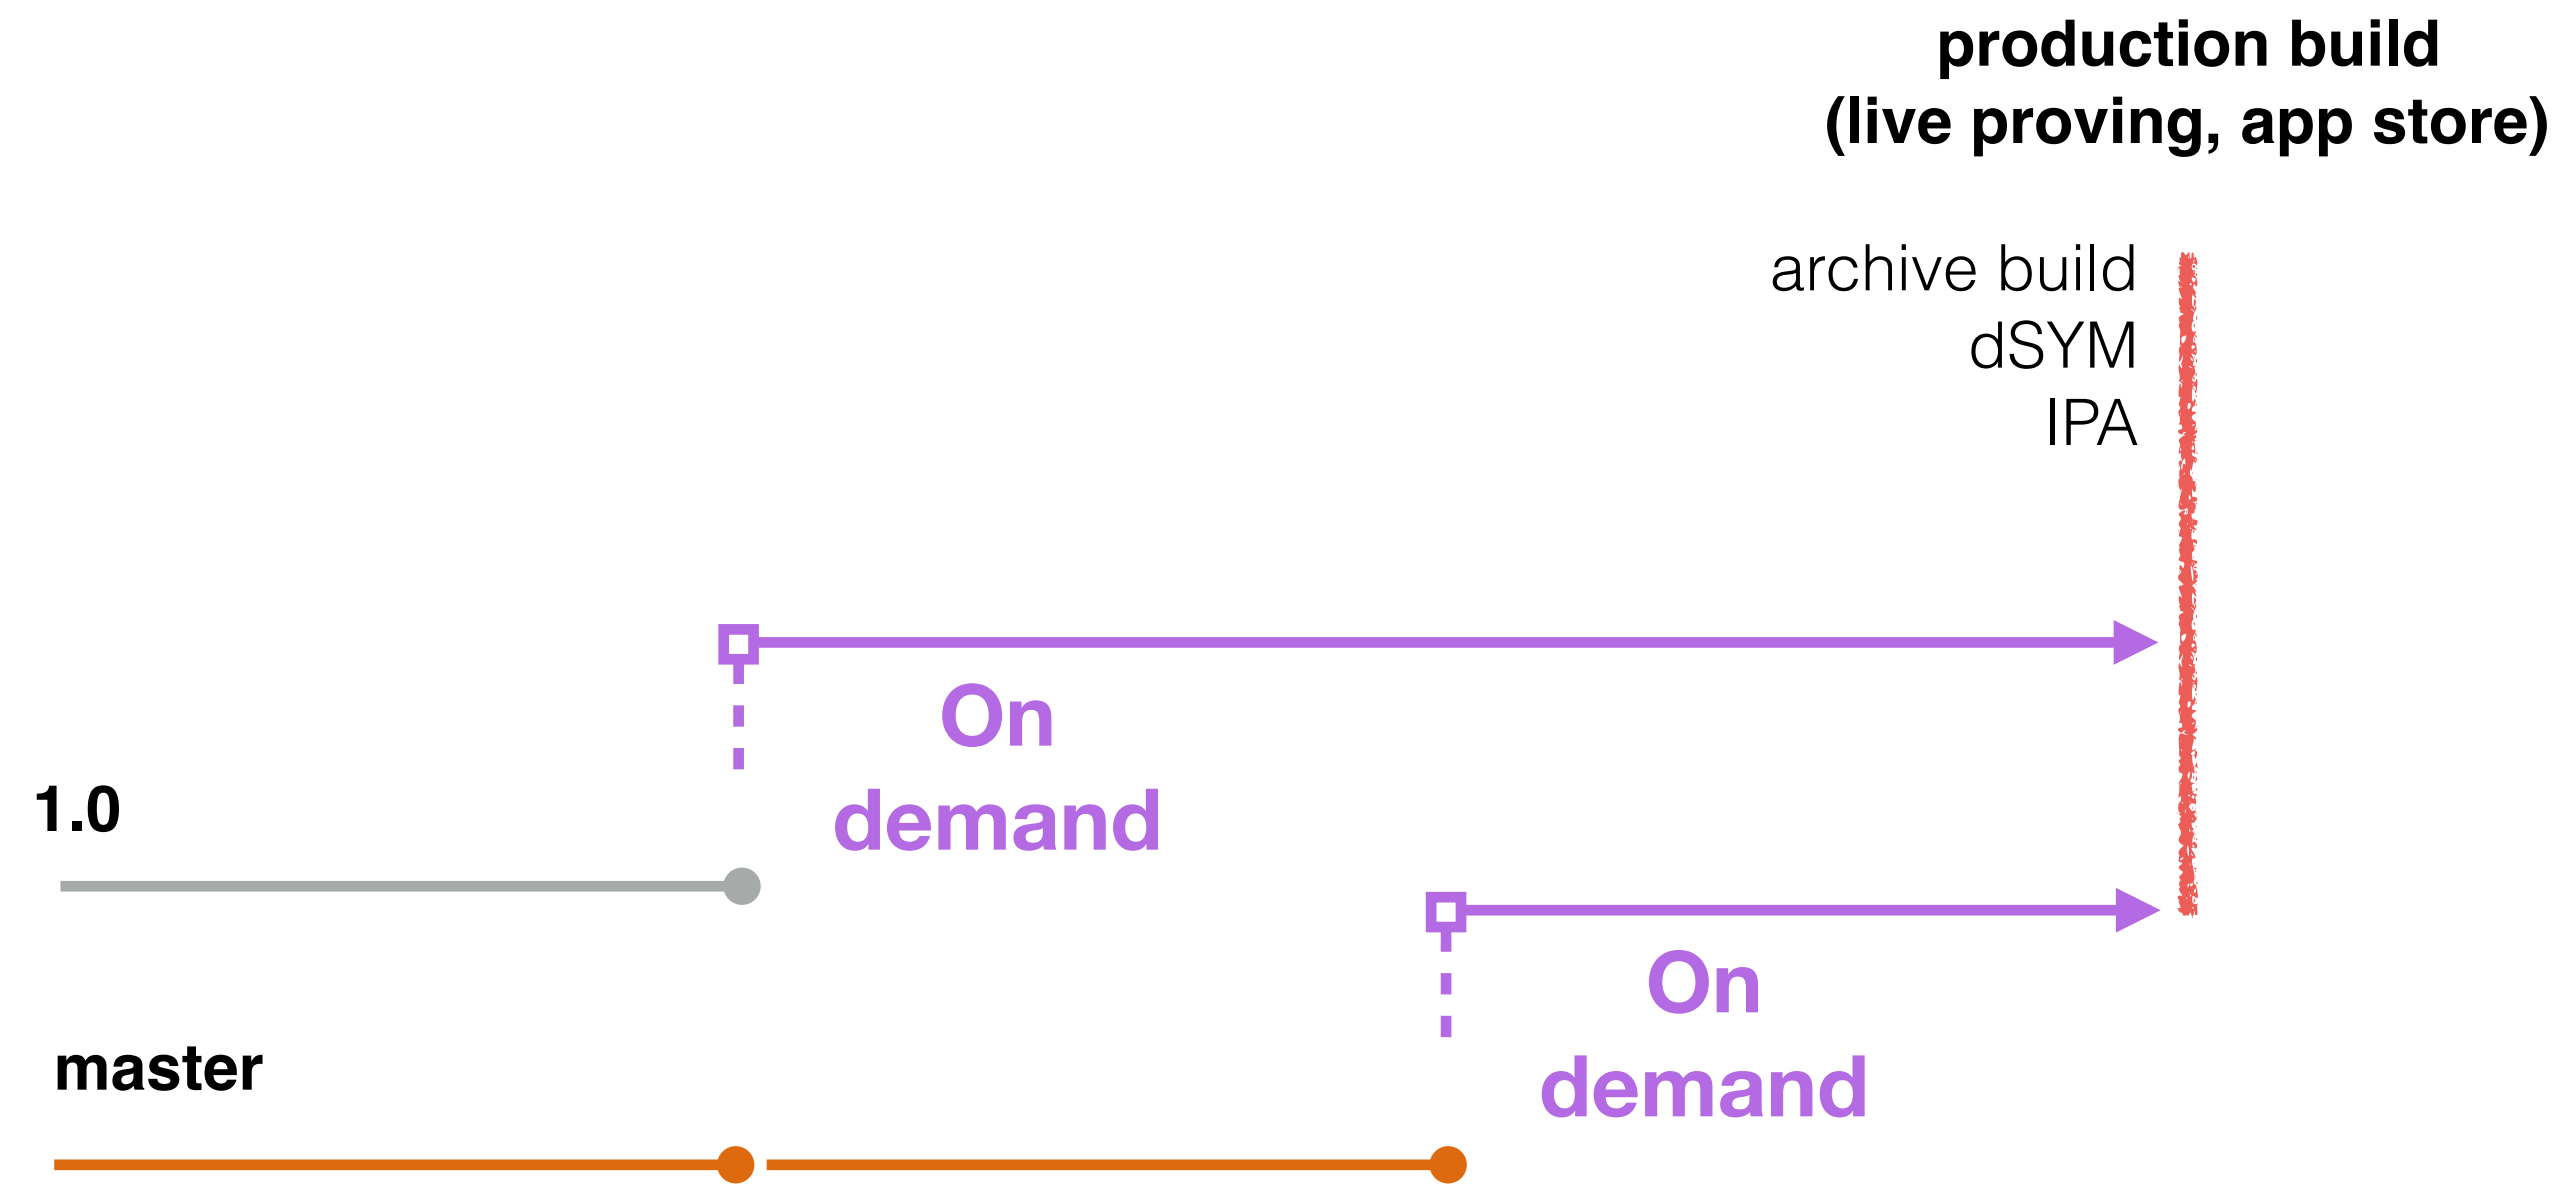 production build
(live proving, app store)
archive build
dSYM
IPA
On
demand
1.0
On
demand
master